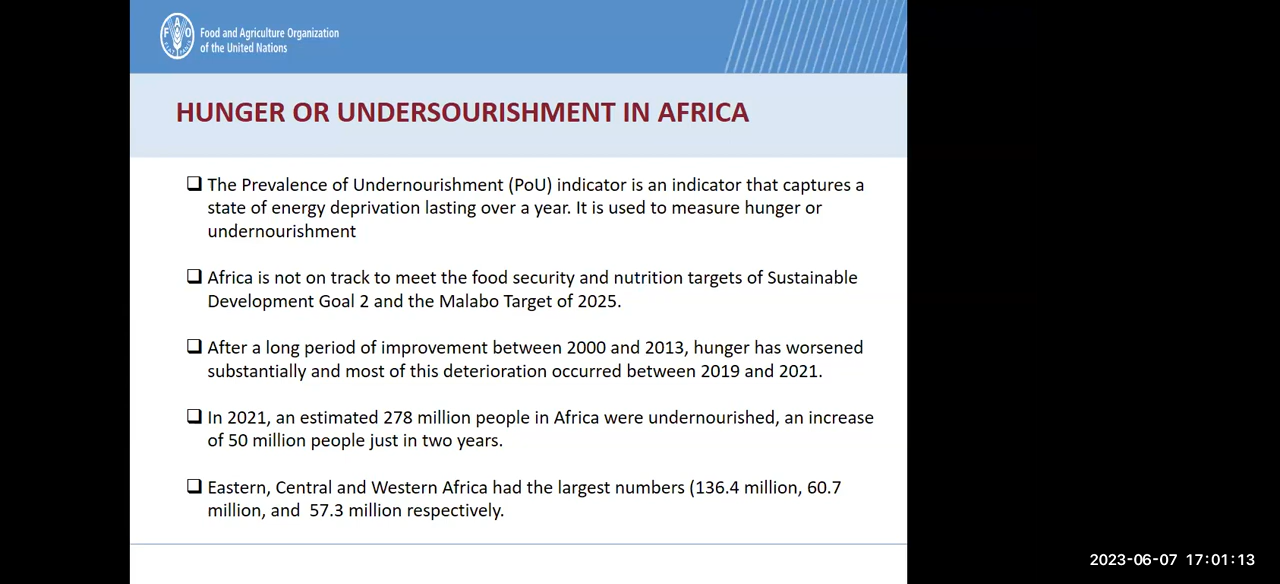 Food and Agriculture Organization
of the United Nations
HUNGER OR UNDERSOURISHMENT IN AFRICA
The Prevalence of Undernourishment (PoU) indicator is an indicator that captures a
state of energy deprivation lasting over a year. It is used to measure hunger or
undernourishment
Africa is not on track to meet the food security and nutrition targets of Sustainable
Development Goal 2 and the Malabo Target of 2025.
After a long period of improvement between 2000 and 2013, hunger has worsened
substantially and most of this deterioration occurred between 2019 and 2021.
In 2021, an estimated 278 million people in Africa were undernourished, an increase
of 50 million people just in two years.
Eastern, Central and Western Africa had the largest numbers (136.4 million, 60.7
million, and  57.3 million respectively.
2023-06-07 17:01:13